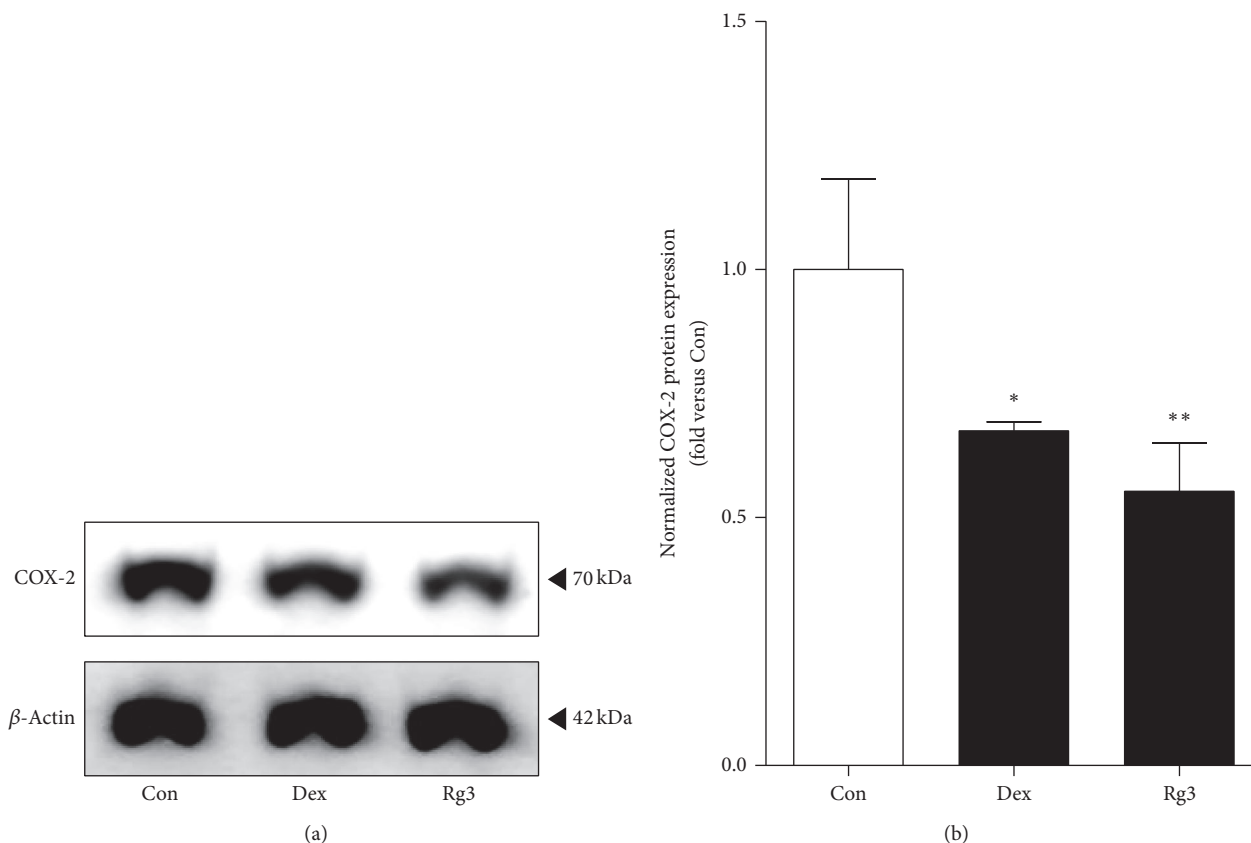 COX-2
70 kDa
β-Actin
42 kDa
Con Dex Rg3
(a)
Normalized COX-2 protein expression
(fold versus Con)
1.5
1.0
0.5
0.0
*
**
Con Dex Rg3
(b)